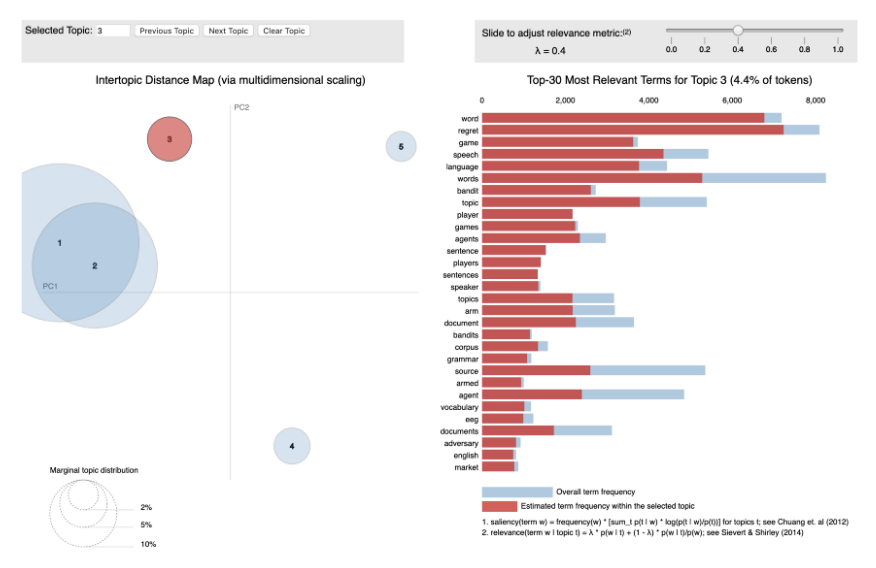 Selected Topic: 3 Previous Topic Next Topic Clear Topic
Slide to adjust relevance metric:(2)
λ = 0.4
0.0 0.2 0.4 0.6 0.8 1.0
Intertopic Distance Map (via multidimensional scaling)
PC2
PC1
1
2
3
4
5
Marginal topic distribution
2%
5%
10%
Top-30 Most Relevant Terms for Topic 3 (4.4% of tokens)
0 2,000 4,000 6,000 8,000
word
regret
game
speech
language
words
bandit
topic
player
games
agents
sentence
players
sentences
speaker
topics
arm
document
bandits
corpus
grammar
source
armed
agent
vocabulary
eeg
documents
adversary
english
market
Overall term frequency
Estimated term frequency within the selected topic
1. saliency(term w) = frequency(w) * [sum_t p(t | w) * log(p(t | w)/p(t))] for topics t; see Chuang et. al (2012)
2. relevance(term w | topic t) = λ * p(w | t) + (1 - λ) * p(w | t)/p(w); see Sievert & Shirley (2014)